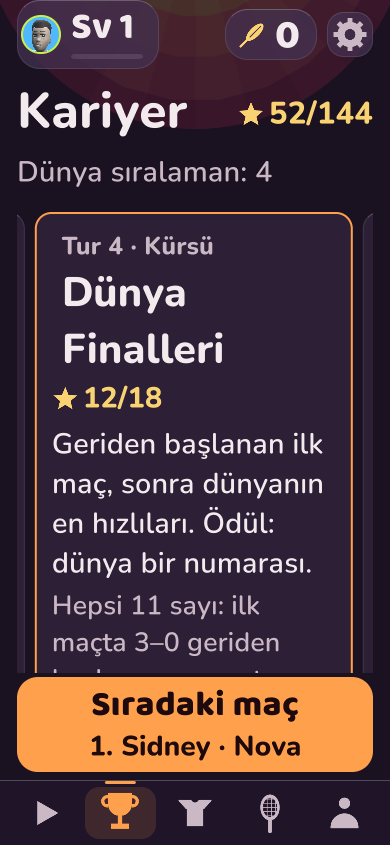 Sv 1
0
Kariyer
52/144
Dünya sıralaman: 4
Tur 4 · Kürsü
Dünya
Finalleri
12/18
Geriden başlanan ilk
maç, sonra dünyanın
en hızlıları. Ödül:
dünya bir numarası.
Hepsi 11 sayı: ilk
maçta 3–0 geriden
Sıradaki maç
1. Sidney · Nova